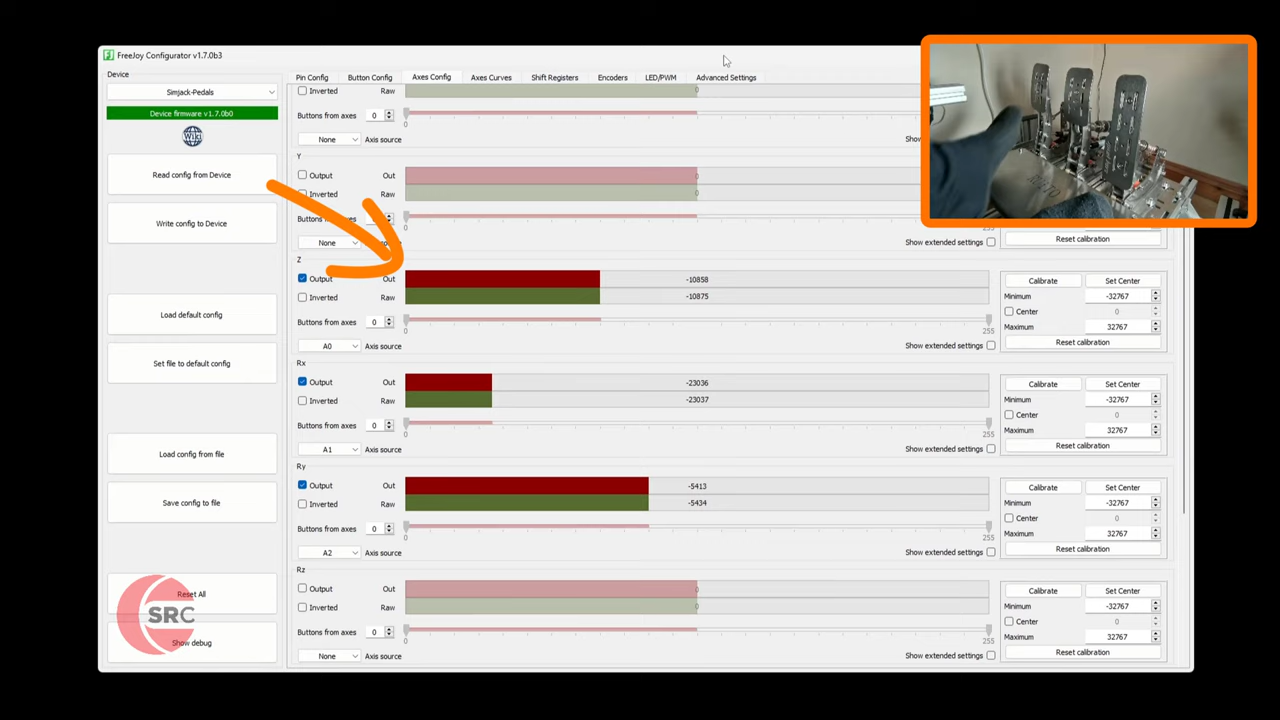 FreeJoy Configurator v1.7.0b3
Device
Simjack-Pedals
Device firmware v1.7.0b0
Wiki
Read config from Device
Write config to Device
Load default config
Set file to default config
Load config from file
Save config to file
Reset All
Show debug
SRC
Pin Config Button Config Axes Config Axes Curves Shift Registers Encoders LED/PWM Advanced Settings
Inverted Raw 0
Buttons from axes 0 0
None Axis source Show
Y
Output Out 0
Inverted Raw 0
Buttons from axes 0
None Show extended settings Reset calibration
Z
Output Out -10858 Calibrate Set Center
Inverted Raw -10875 Minimum -32767
Center 0
Buttons from axes 0 0 255 Maximum 32767
A0 Axis source Show extended settings Reset calibration
Rx
Output Out -23036 Calibrate Set Center
Inverted Raw -23037 Minimum -32767
Center 0
Buttons from axes 0 0 255 Maximum 32767
A1 Axis source Show extended settings Reset calibration
Ry
Output Out -5413 Calibrate Set Center
Inverted Raw -5434 Minimum -32767
Center 0
Buttons from axes 0 0 255 Maximum 32767
A2 Axis source Show extended settings Reset calibration
Rz
Output Out 0 Calibrate Set Center
Inverted Raw 0 Minimum -32767
Center 0
Buttons from axes 0 0 255 Maximum 32767
None Axis source Show extended settings Reset calibration